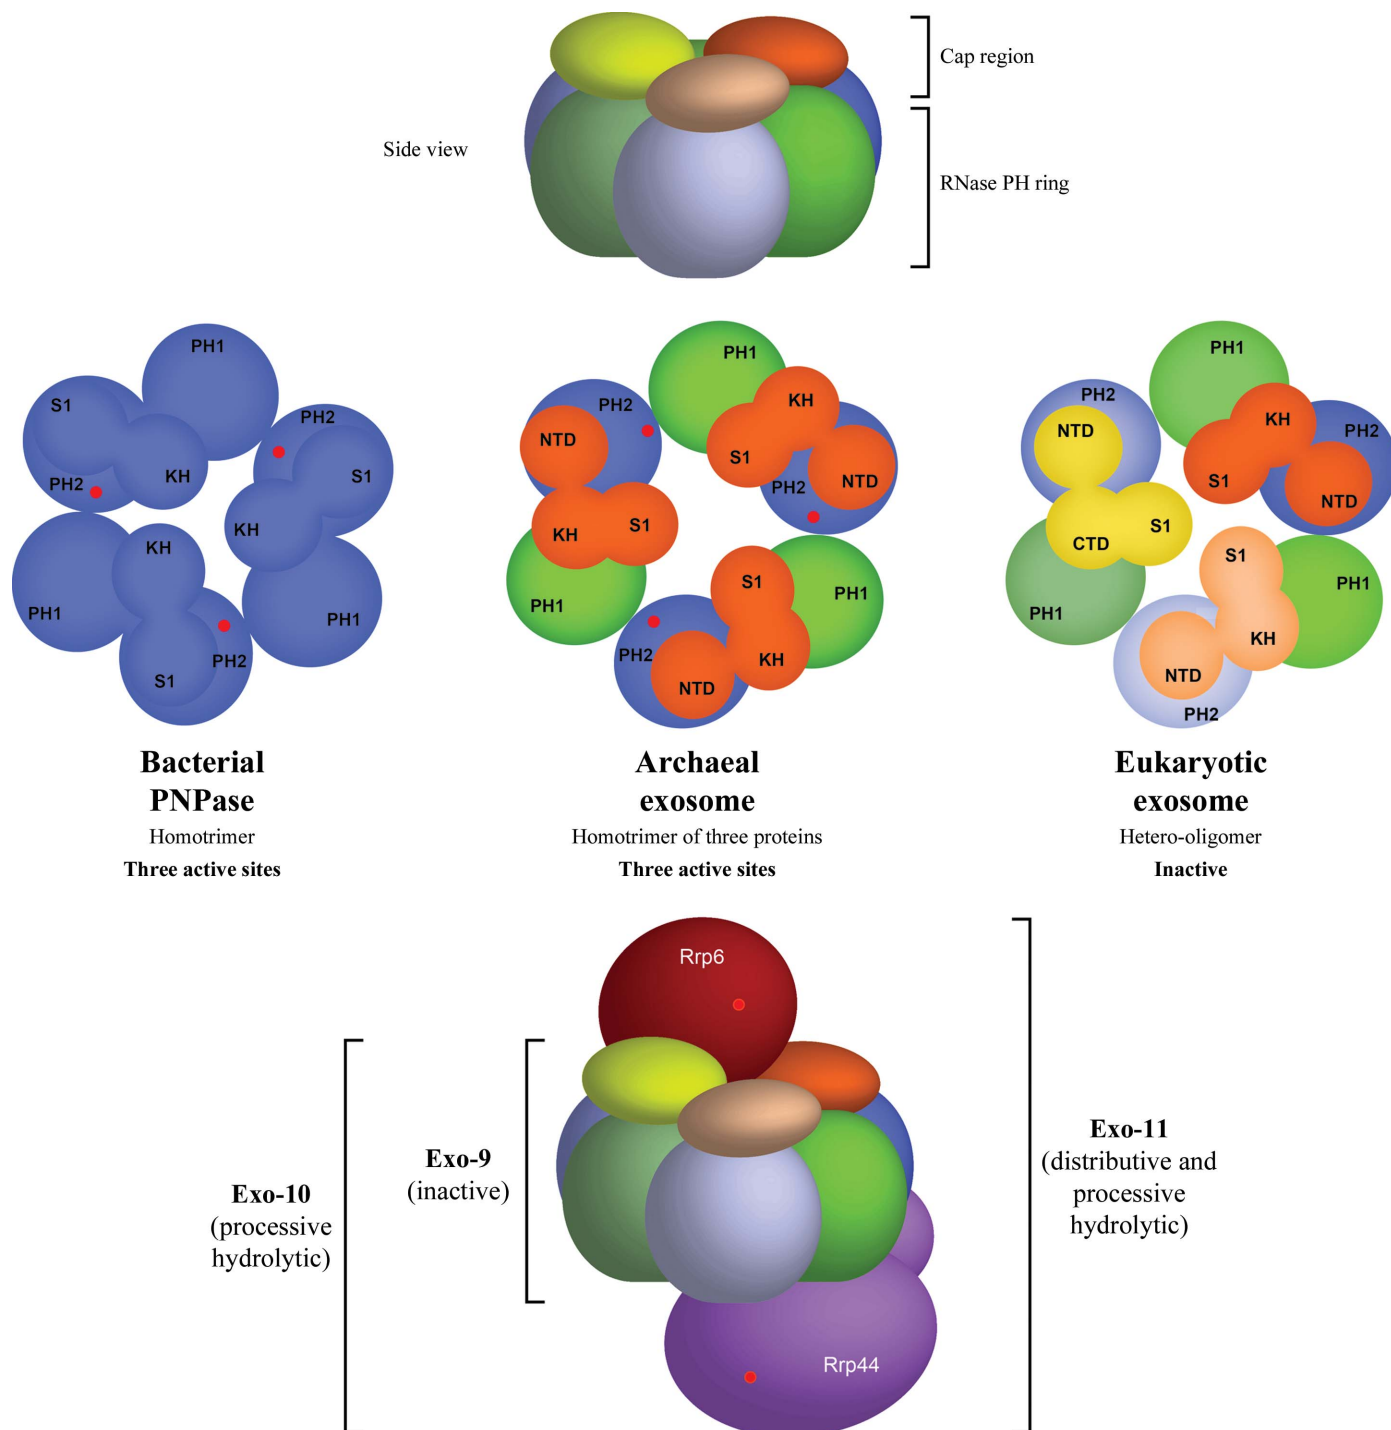 Cap region
Side view
RNase PH ring
PH1
S1
PH2
PH2
KH
S1
KH
KH
PH1
PH1
S1
PH2
PH1
PH2
KH
NTD
S1
PH2
NTD
KH
S1
S1
PH1
PH1
PH2
KH
NTD
PH1
PH2
KH
NTD
PH2
S1
NTD
CTD
S1
S1
PH1
PH1
KH
NTD
PH2
Bacterial
PNPase
Homotrimer
Three active sites
Archaeal
exosome
Homotrimer of three proteins
Three active sites
Eukaryotic
exosome
Hetero-oligomer
Inactive
Rrp6
Exo-11
(distributive and
processive
hydrolytic)
Exo-9
(inactive)
Exo-10
(processive
hydrolytic)
Rrp44